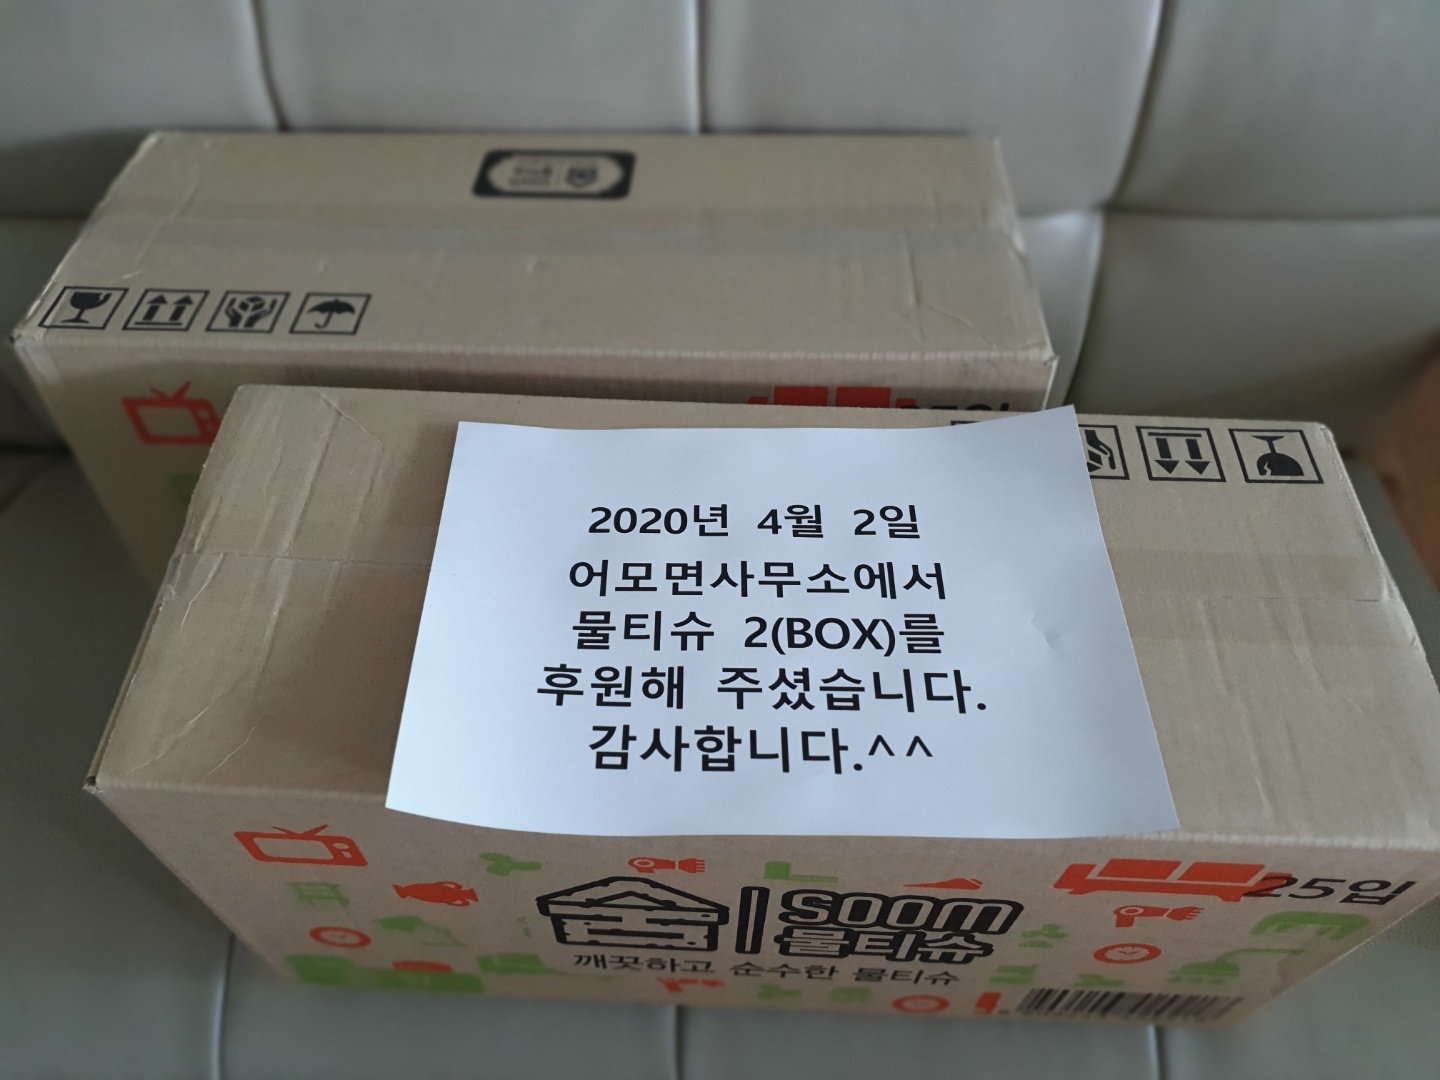 2020년 4월 2일
어모면사무소에서
물티슈 2(BOX)를
후원해 주셨습니다.
감사합니다.^^
25입
숨 soom
물티슈
깨끗하고 순수한 물티슈